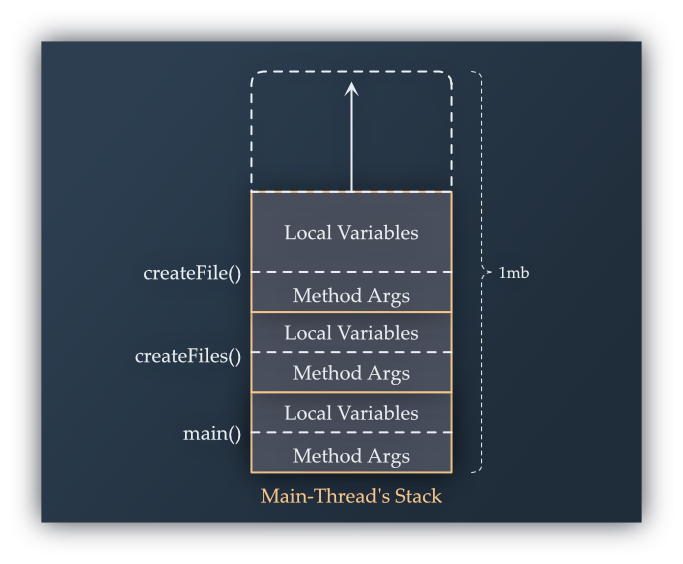 Local Variables
createFile()
1mb
Method Args
Local Variables
createFiles()
Method Args
Local Variables
main()
Method Args
Main-Thread's Stack